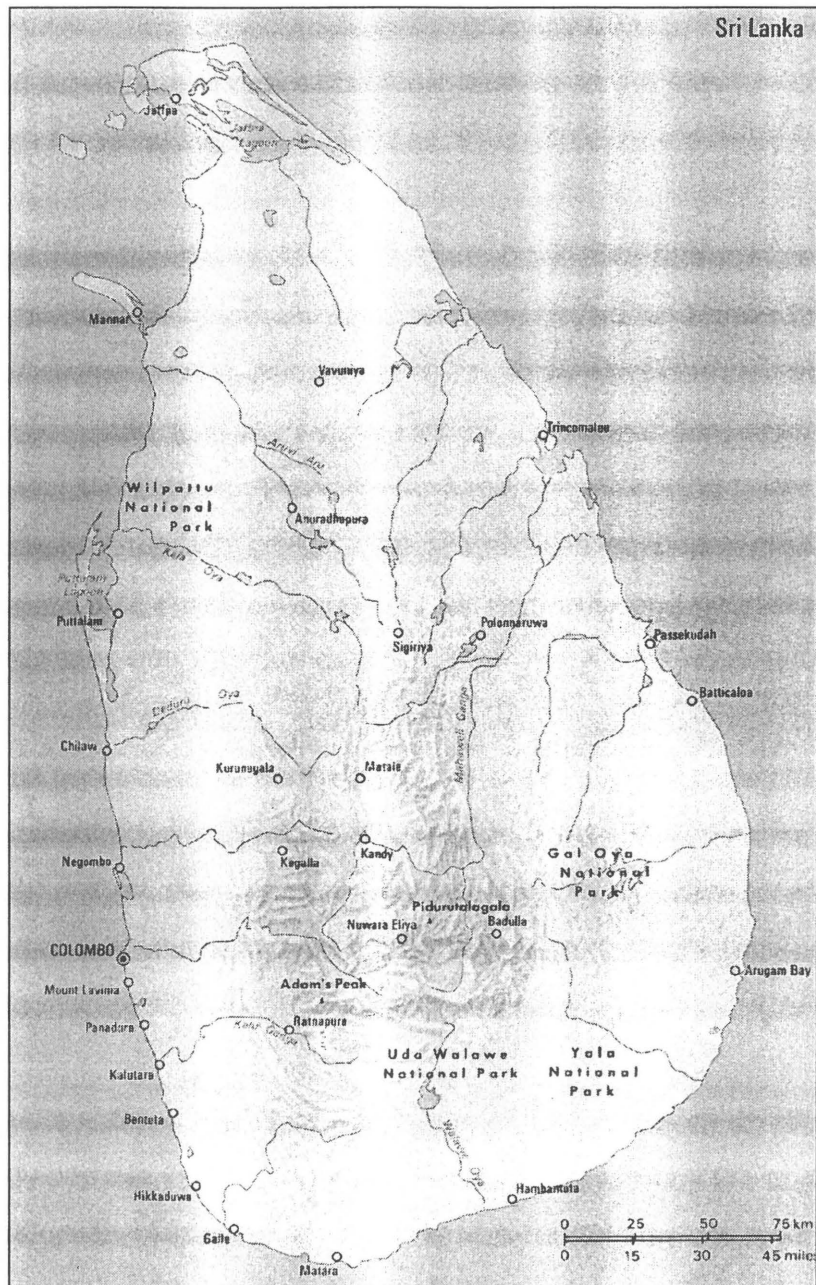 Sri Lanka
Jaffna
Jaffna
Lagoon
Mannar
Vavuniya
Trincomalee
Aruvi Aru
Wilpattu
National
Park
Anuradhapura
Kala Oya
Puttalam
Lagoon
Puttalam
Sigiriya
Polonnaruwa
Passekudah
Batticaloa
Deduru Oya
Mahaweli Ganga
Chilaw
Kurunegala
Matale
Kandy
Kegalla
Gal Oya
National
Park
Negombo
Pidurutalagala
Nuwara Eliya
Badulla
COLOMBO
Arugam Bay
Mount Lavinia
Adam's Peak
Panadura
Ratnapura
Kalu Ganga
Uda Walawe
National Park
Yala
National
Park
Kalutara
Bentota
Walawe Oya
Hikkaduwa
Hambantota
Galle
Matara
0 25 50 75 km
0 15 30 45 miles